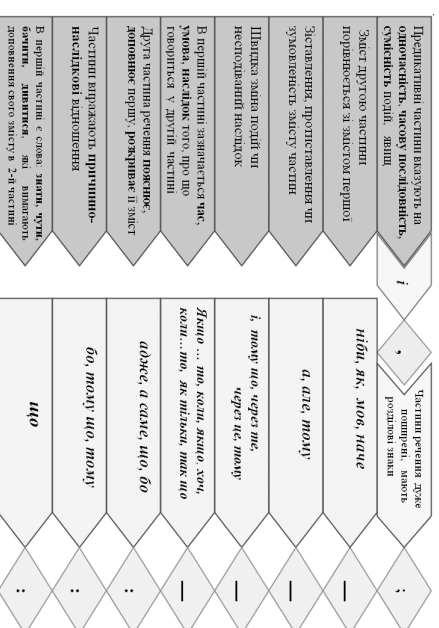 Предикативні частини вказують на
одночасність, часову послідовність,
сумісність подій, явищ
і
,
Частини речення дуже
поширені, мають
розділові знаки
;
Зміст другою частини
порівнюється зі змістом першої
ніби, як, мов, наче
—
Зіставлення, протиставлення чи
зумовленість змісту частин
а, але, тому
—
Швидка зміна подій чи
несподіваний наслідок
і, тому що, через те,
через це, тому
—
В першій частині зазначається час,
умова, наслідок того, про що
говориться у другій частині
Якщо ... то, коли, якщо, хоч,
коли...то, як тільки, так що
—
Друга частина речення пояснює,
доповнює першу, розкриває її зміст
адже, а саме, що, бо
:
Частини виражають причинно-
наслідкові відношення
бо, тому що, тому
:
В першій частині є слова знати, чути,
бачити, дивитися, які вимагають
доповнення свого змісту в 2-й частині
що
: